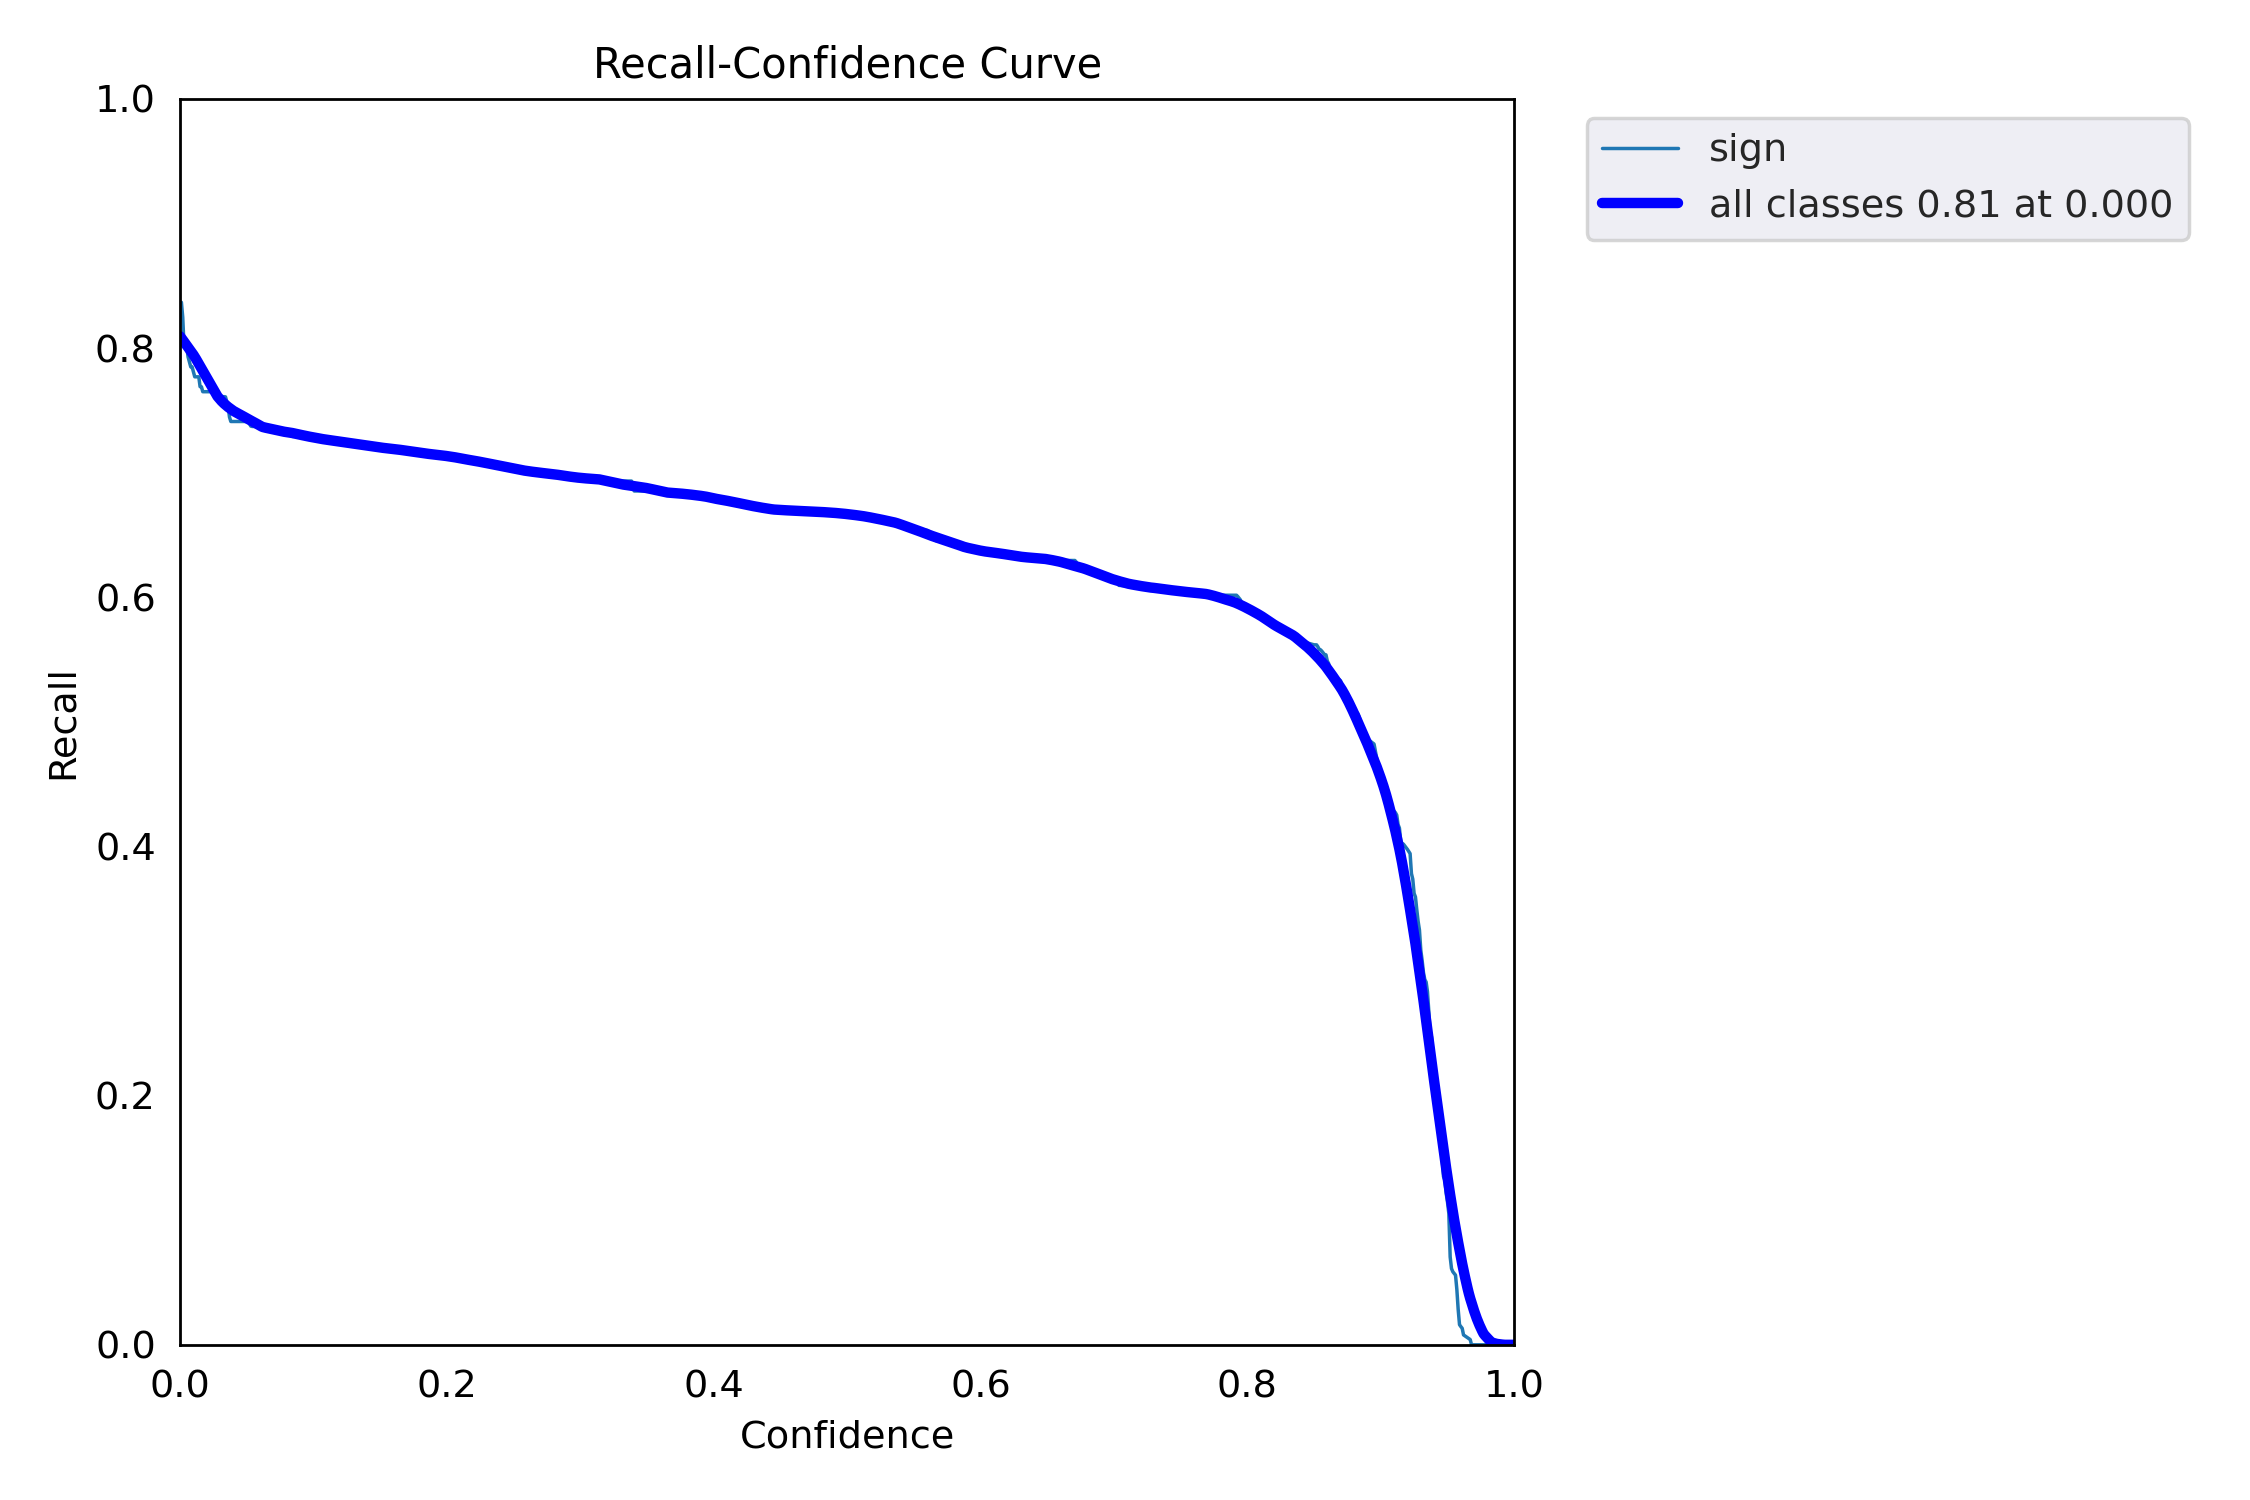 Recall-Confidence Curve
sign
all classes 0.81 at 0.000
1.0
0.8
0.6
0.4
0.2
0.0
Recall
0.0 0.2 0.4 0.6 0.8 1.0
Confidence